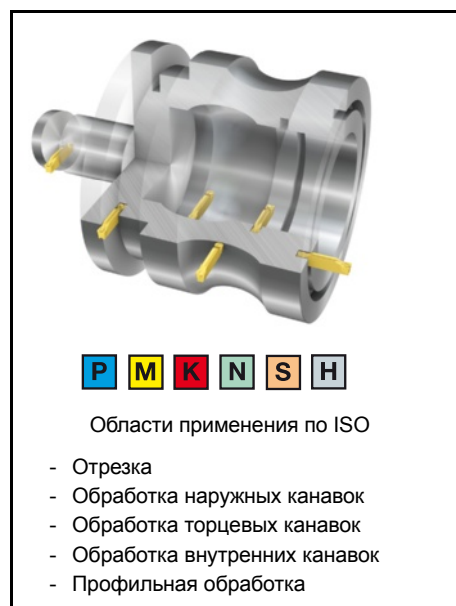 P M K N S H
Области применения по ISO
- Отрезка
- Обработка наружных канавок
- Обработка торцевых канавок
- Обработка внутренних канавок
- Профильная обработка